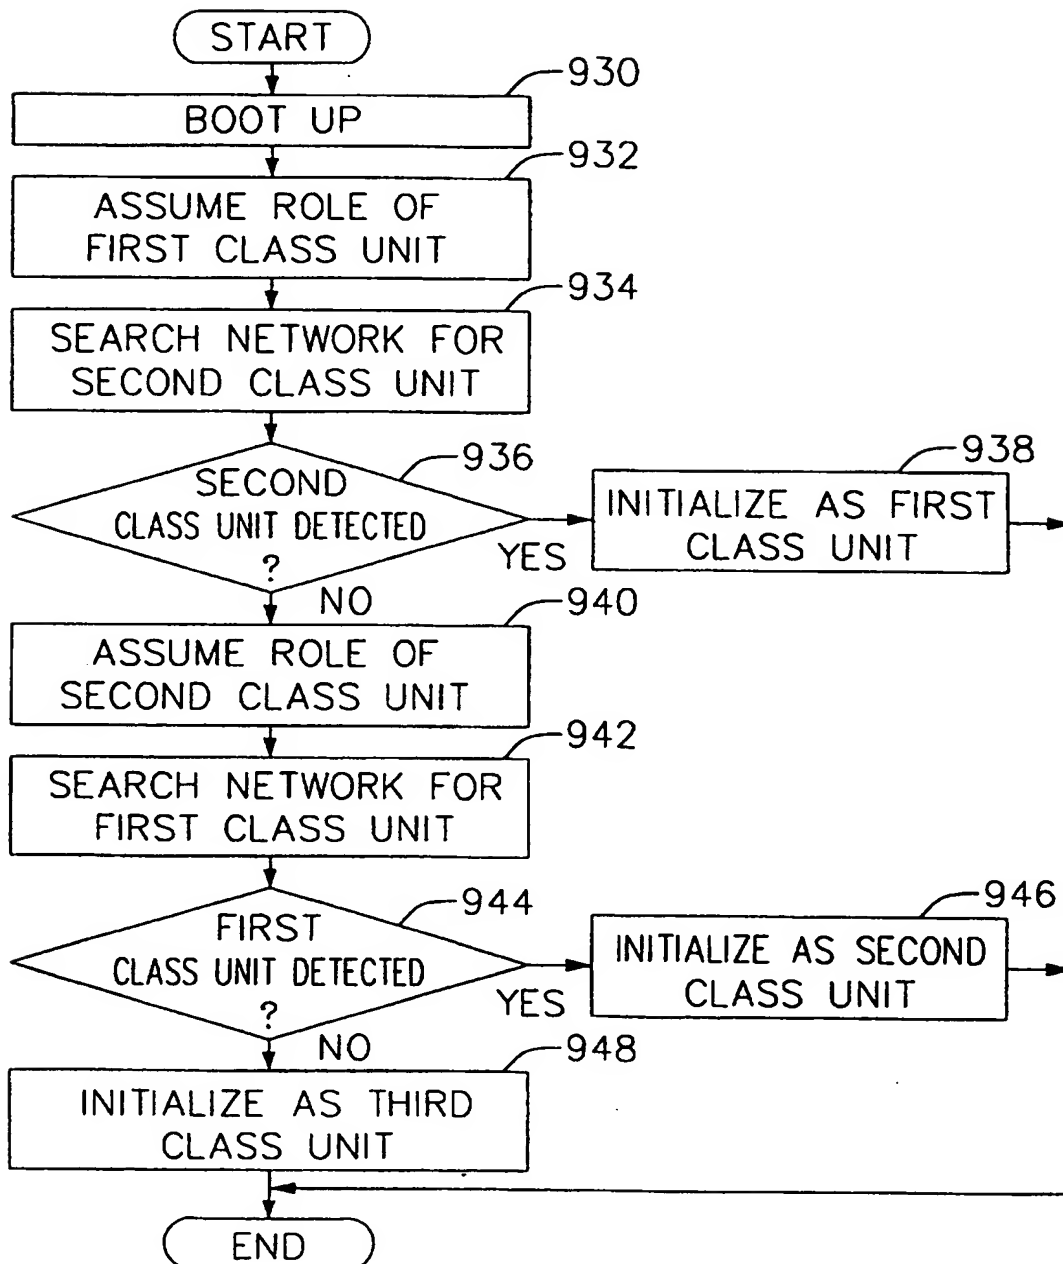 START
930
BOOT UP
932
ASSUME ROLE OF
FIRST CLASS UNIT
934
SEARCH NETWORK FOR
SECOND CLASS UNIT
936
SECOND
CLASS UNIT DETECTED
?
YES
NO
938
INITIALIZE AS FIRST
CLASS UNIT
940
ASSUME ROLE OF
SECOND CLASS UNIT
942
SEARCH NETWORK FOR
FIRST CLASS UNIT
944
FIRST
CLASS UNIT DETECTED
?
YES
NO
946
INITIALIZE AS SECOND
CLASS UNIT
948
INITIALIZE AS THIRD
CLASS UNIT
END